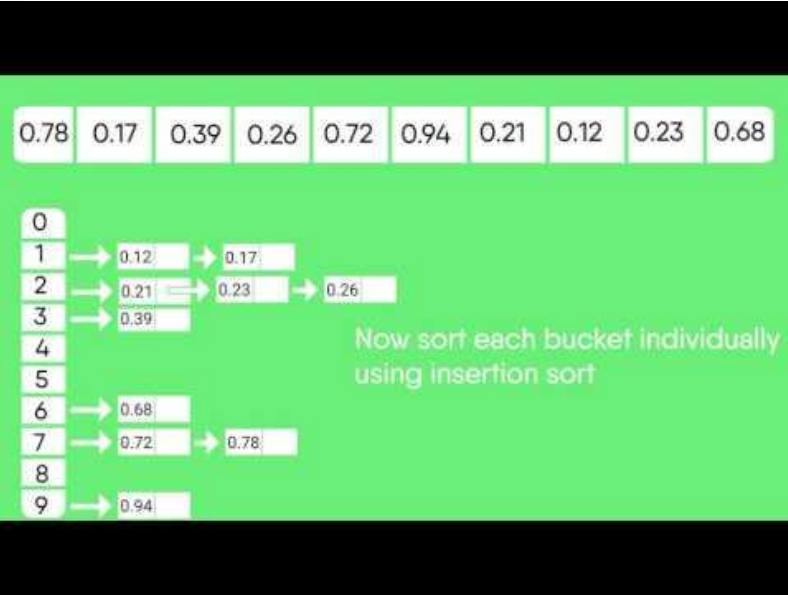 0.78 0.17 0.39 0.26 0.72 0.94 0.21 0.12 0.23 0.68
0
1 0.12 0.17
2 0.21 0.23 0.26
3 0.39
4
Now sort each bucket individually
using insertion sort
5
6 0.68
7 0.72 0.78
8
9 0.94